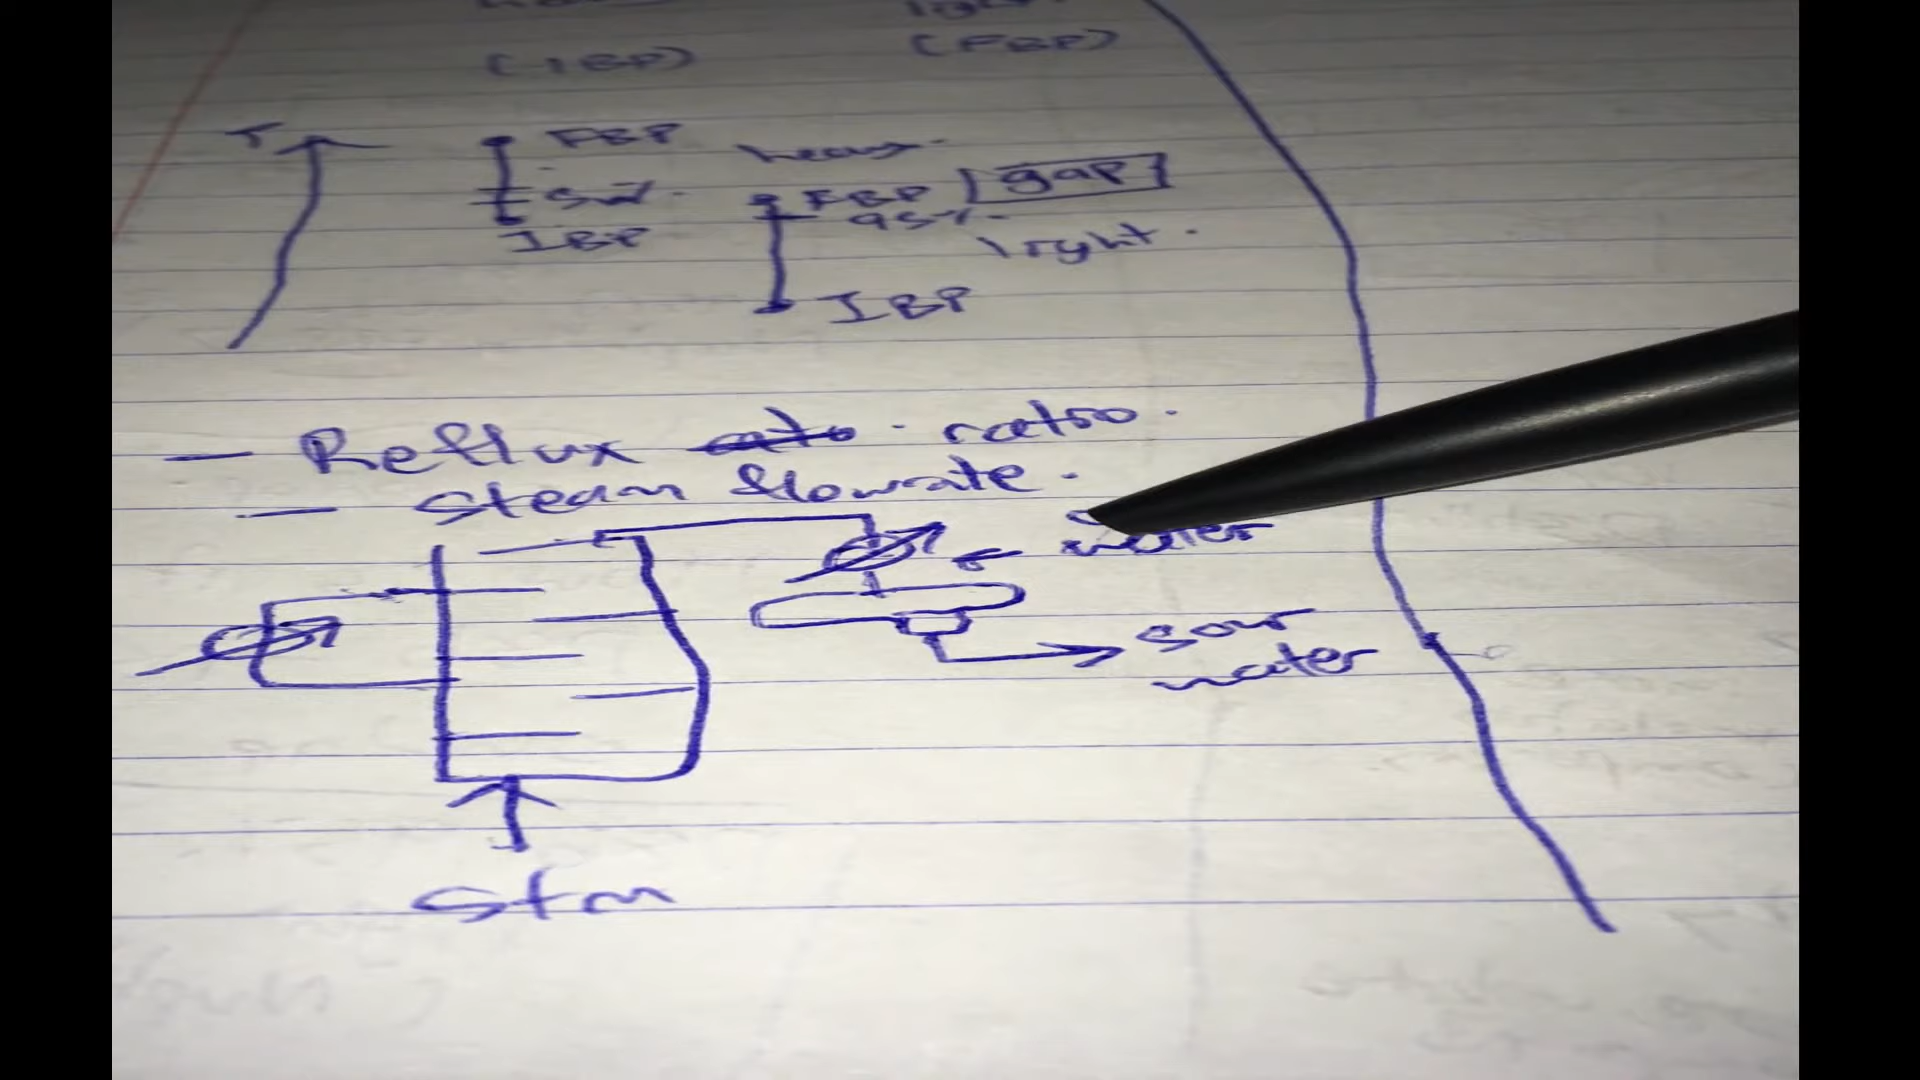 (IBP)
(FBP)
T
FBP
heavy.
5%.
FBP
gap
IBP
95%.
light.
IBP
— Reflux ratio.
— Steam flowrate.
water
sour
water
Stm